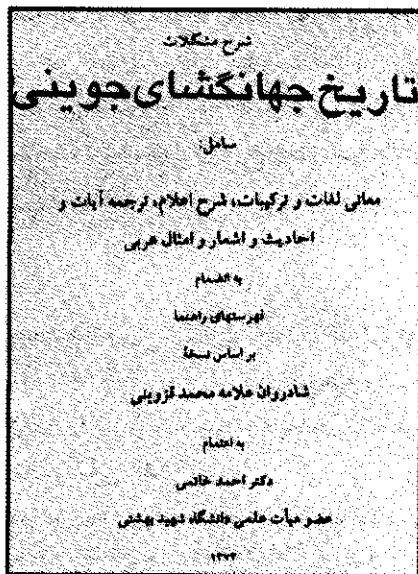 شرح مشکلات
تاریخ جهانگشای جوینی
شامل:
معانی لغات و ترکیبات، شرح اعلام، ترجمه آیات و
احادیث و اشعار و امثال عربی
به انضمام
فهرستهای راهنما
بر اساس نسخهٔ
شادروان علامه محمد قزوینی
به اهتمام
دکتر احمد خاتمی
عضو هیأت علمی دانشگاه شهید بهشتی
۱۳۷۳